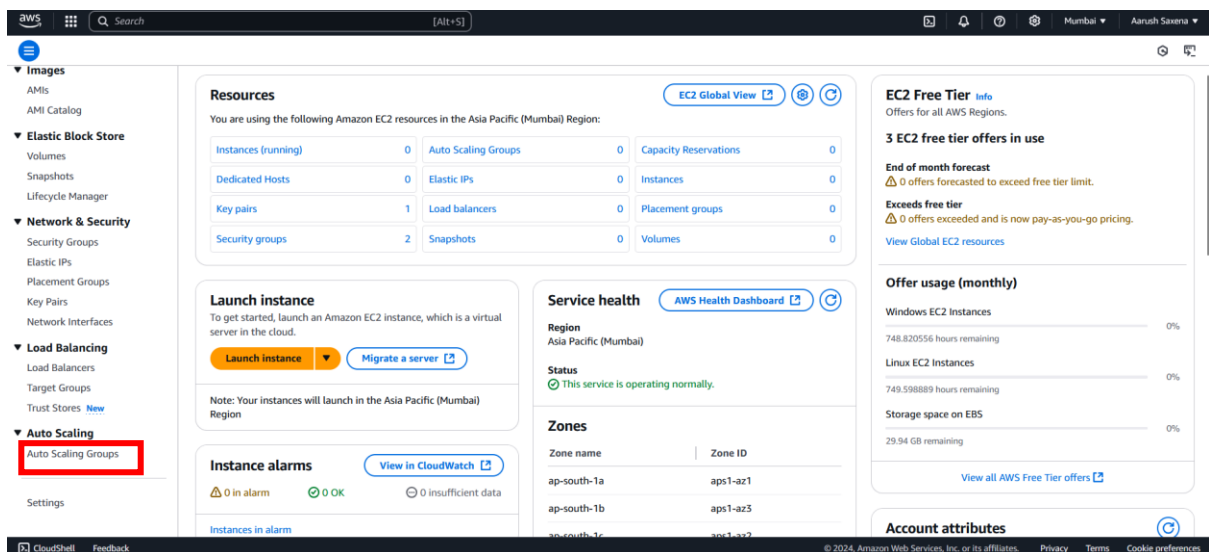 aws
Search
[Alt+S]
Mumbai
Aarush Saxena
Images
AMIs
AMI Catalog
Elastic Block Store
Volumes
Snapshots
Lifecycle Manager
Network & Security
Security Groups
Elastic IPs
Placement Groups
Key Pairs
Network Interfaces
Load Balancing
Load Balancers
Target Groups
Trust Stores New
Auto Scaling
Auto Scaling Groups
Settings
Resources
EC2 Global View
You are using the following Amazon EC2 resources in the Asia Pacific (Mumbai) Region:
Instances (running) 0
Auto Scaling Groups 0
Capacity Reservations 0
Dedicated Hosts 0
Elastic IPs 0
Instances 0
Key pairs 1
Load balancers 0
Placement groups 0
Security groups 2
Snapshots 0
Volumes 0
Launch instance
To get started, launch an Amazon EC2 instance, which is a virtual
server in the cloud.
Launch instance
Migrate a server
Note: Your instances will launch in the Asia Pacific (Mumbai)
Region
Instance alarms
View in CloudWatch
0 in alarm
0 OK
0 insufficient data
Instances in alarm
Service health
AWS Health Dashboard
Region
Asia Pacific (Mumbai)
Status
This service is operating normally.
Zones
Zone name
Zone ID
ap-south-1a
aps1-az1
ap-south-1b
aps1-az3
ap-south-1c
aps1-az2
EC2 Free Tier Info
Offers for all AWS Regions.
3 EC2 free tier offers in use
End of month forecast
0 offers forecasted to exceed free tier limit.
Exceeds free tier
0 offers exceeded and is now pay-as-you-go pricing.
View Global EC2 resources
Offer usage (monthly)
Windows EC2 Instances
0%
748.820556 hours remaining
Linux EC2 Instances
0%
749.598889 hours remaining
Storage space on EBS
0%
29.94 GB remaining
View all AWS Free Tier offers
Account attributes
CloudShell
Feedback
© 2024, Amazon Web Services, Inc. or its affiliates.
Privacy
Terms
Cookie preferences